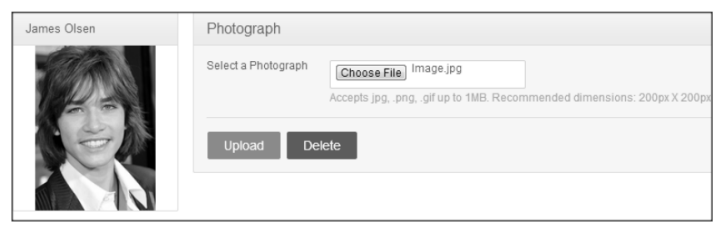 James Olsen
Photograph
Select a Photograph
Choose File Image.jpg
Accepts jpg, .png, .gif up to 1MB. Recommended dimensions: 200px X 200px
Upload
Delete